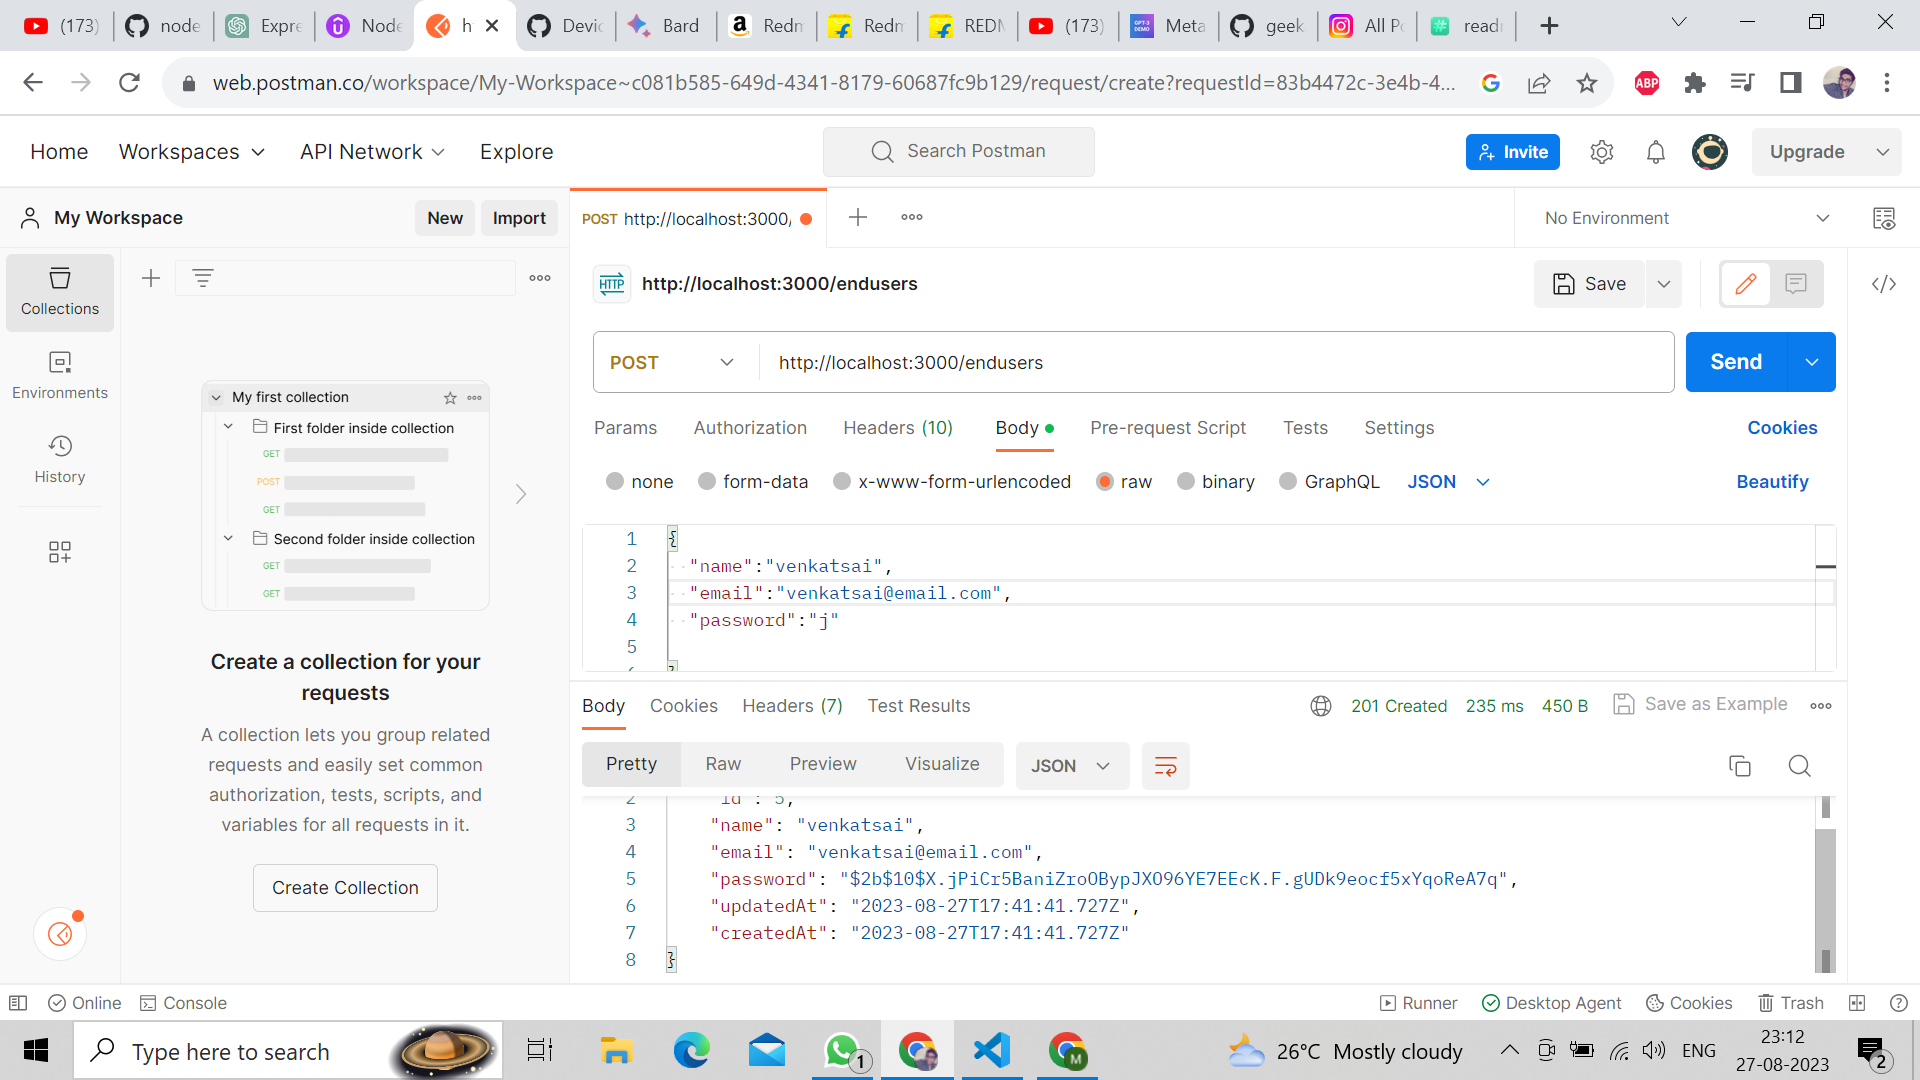 (173)
node
Expre
Node
h
Devic
Bard
Redm
Redm
REDM
(173)
Meta
geek
All Po
readm
web.postman.co/workspace/My-Workspace~c081b585-649d-4341-8179-60687fc9b129/request/create?requestId=83b4472c-3e4b-4...
ABP
Home
Workspaces
API Network
Explore
Search Postman
Invite
Upgrade
My Workspace
New
Import
POST http://localhost:3000/
No Environment
Collections
HTTP
http://localhost:3000/endusers
Save
Environments
POST
http://localhost:3000/endusers
Send
My first collection
First folder inside collection
GET
POST
GET
Second folder inside collection
GET
GET
History
Params
Authorization
Headers (10)
Body
Pre-request Script
Tests
Settings
Cookies
none
form-data
x-www-form-urlencoded
raw
binary
GraphQL
JSON
Beautify
1 {
2 "name":"venkatsai",
3 "email":"venkatsai@email.com",
4 "password":"j"
5
}
Create a collection for your
requests
A collection lets you group related
requests and easily set common
authorization, tests, scripts, and
variables for all requests in it.
Create Collection
Body
Cookies
Headers (7)
Test Results
201 Created
235 ms
450 B
Save as Example
Pretty
Raw
Preview
Visualize
JSON
2 "id": 5,
3 "name": "venkatsai",
4 "email": "venkatsai@email.com",
5 "password": "$2b$10$X.jPiCr5BaniZroOBypJXO96YE7EEcK.F.gUDk9eocf5xYqoReA7q",
6 "updatedAt": "2023-08-27T17:41:41.727Z",
7 "createdAt": "2023-08-27T17:41:41.727Z"
8 }
Online
Console
Runner
Desktop Agent
Cookies
Trash
Type here to search
1
M
26°C Mostly cloudy
ENG
23:12
27-08-2023
2